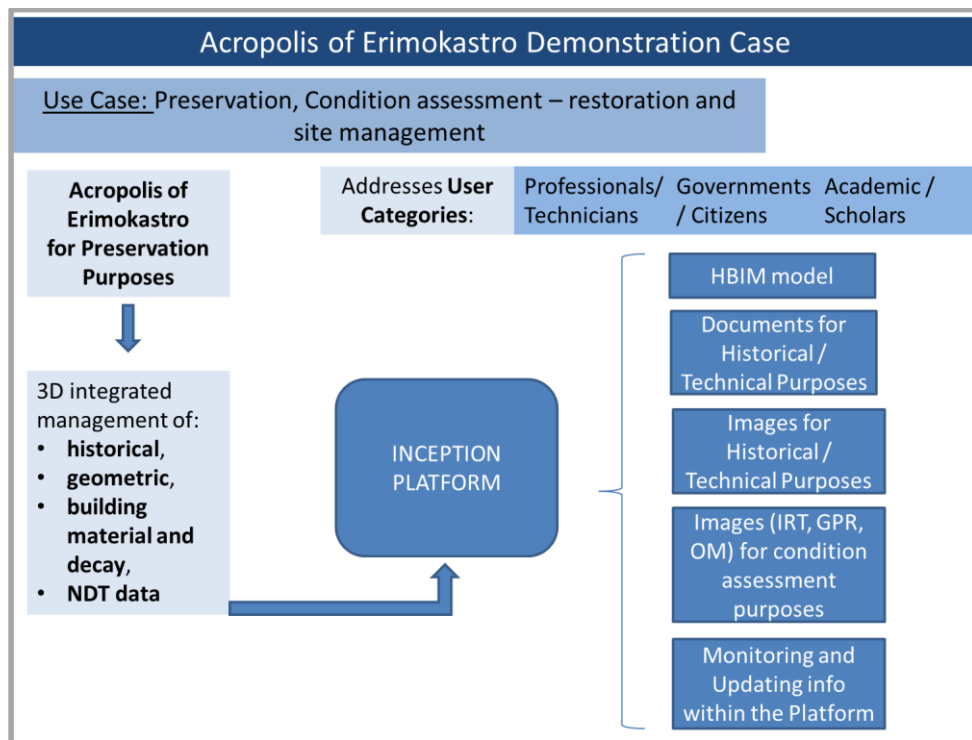 Acropolis of Erimokastro Demonstration Case
Use Case: Preservation, Condition assessment – restoration and
site management
Acropolis of
Erimokastro
for Preservation
Purposes
Addresses User
Categories:
Professionals/
Technicians
Governments
/ Citizens
Academic /
Scholars
3D integrated
management of:
• historical,
• geometric,
• building
material and
decay,
• NDT data
INCEPTION
PLATFORM
HBIM model
Documents for
Historical /
Technical Purposes
Images for
Historical /
Technical Purposes
Images (IRT, GPR,
OM) for condition
assessment
purposes
Monitoring and
Updating info
within the Platform